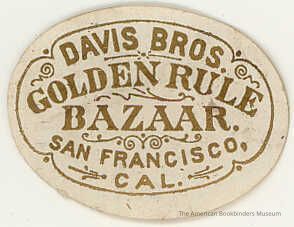 DAVIS BROS.
GOLDEN RULE
BAZAAR.
SAN FRANCISCO,
CAL.
The American Bookbinders Museum